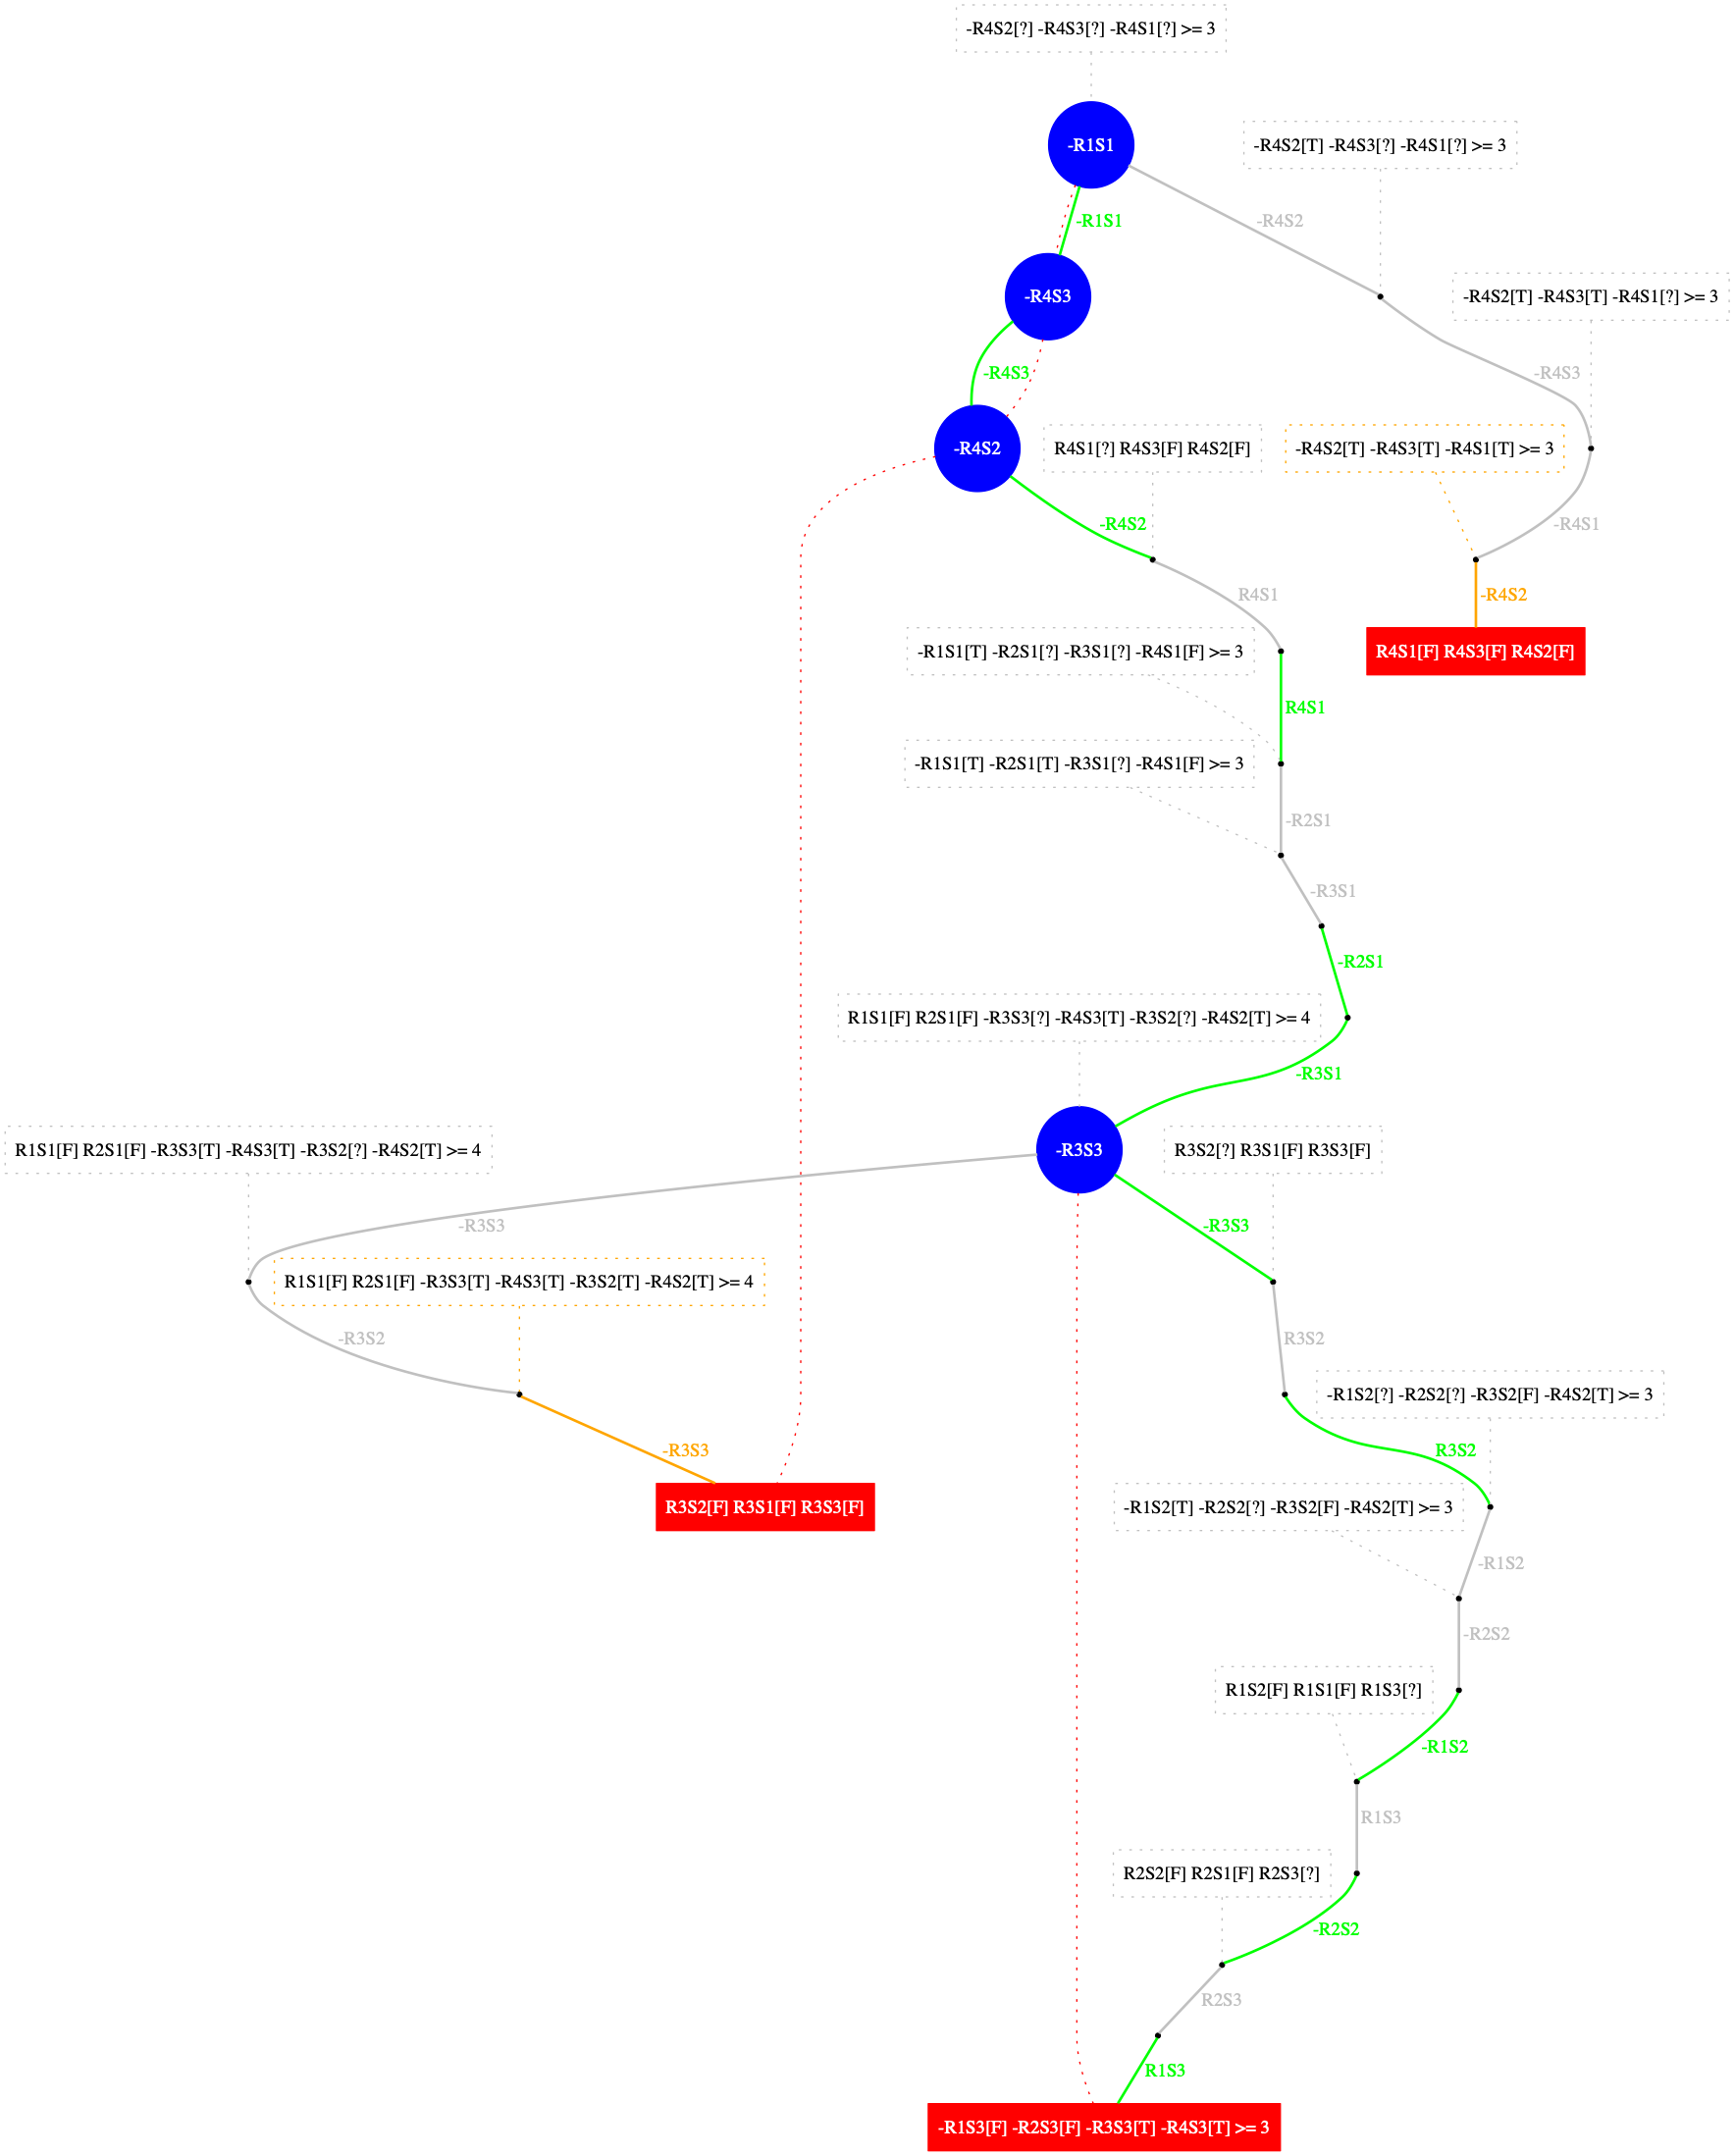 -R4S2[?] -R4S3[?] -R4S1[?] >= 3
-R1S1
-R4S2[T] -R4S3[?] -R4S1[?] >= 3
-R1S1
-R4S2
-R4S3
-R4S2[T] -R4S3[T] -R4S1[?] >= 3
-R4S3
-R4S3
-R4S2
R4S1[?] R4S3[F] R4S2[F]
-R4S2[T] -R4S3[T] -R4S1[T] >= 3
-R4S2
-R4S1
R4S1
-R4S2
-R1S1[T] -R2S1[?] -R3S1[?] -R4S1[F] >= 3
R4S1[F] R4S3[F] R4S2[F]
R4S1
-R1S1[T] -R2S1[T] -R3S1[?] -R4S1[F] >= 3
-R2S1
-R3S1
-R2S1
R1S1[F] R2S1[F] -R3S3[?] -R4S3[T] -R3S2[?] -R4S2[T] >= 4
-R3S1
R1S1[F] R2S1[F] -R3S3[T] -R4S3[T] -R3S2[?] -R4S2[T] >= 4
-R3S3
R3S2[?] R3S1[F] R3S3[F]
-R3S3
-R3S3
R1S1[F] R2S1[F] -R3S3[T] -R4S3[T] -R3S2[T] -R4S2[T] >= 4
-R3S2
R3S2
-R1S2[?] -R2S2[?] -R3S2[F] -R4S2[T] >= 3
-R3S3
R3S2
R3S2[F] R3S1[F] R3S3[F]
-R1S2[T] -R2S2[?] -R3S2[F] -R4S2[T] >= 3
-R1S2
-R2S2
R1S2[F] R1S1[F] R1S3[?]
-R1S2
R1S3
R2S2[F] R2S1[F] R2S3[?]
-R2S2
R2S3
R1S3
-R1S3[F] -R2S3[F] -R3S3[T] -R4S3[T] >= 3